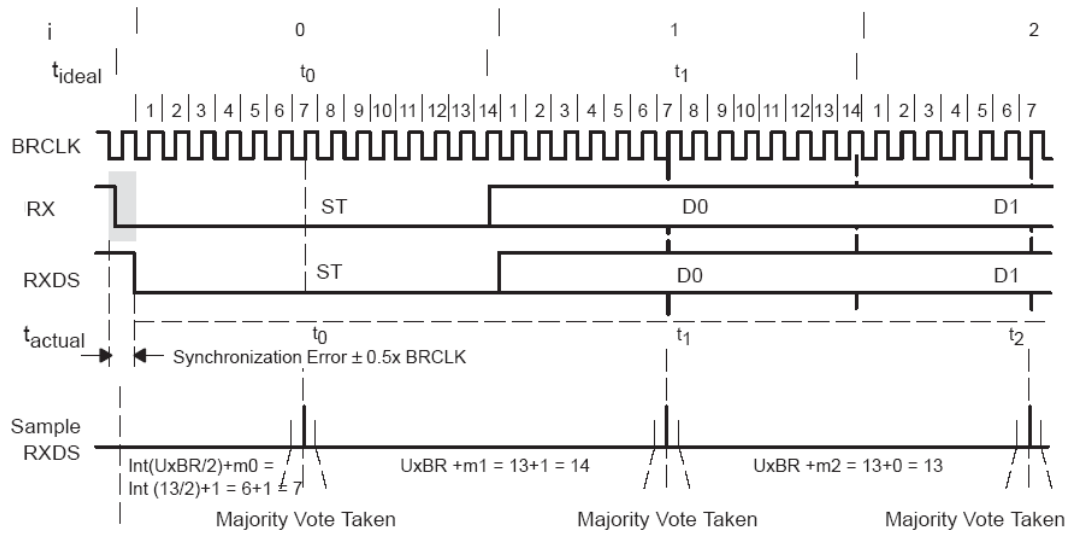 i 0 1 2
tideal t0 t1
1 2 3 4 5 6 7 8 9 10 11 12 13 14 1 2 3 4 5 6 7 8 9 10 11 12 13 14 1 2 3 4 5 6 7
BRCLK
RX ST D0 D1
RXDS ST D0 D1
tactual t0 t1 t2
Synchronization Error ± 0.5x BRCLK
Sample
RXDS
Int(UxBR/2)+m0 =
Int (13/2)+1 = 6+1 = 7
UxBR +m1 = 13+1 = 14
UxBR +m2 = 13+0 = 13
Majority Vote Taken Majority Vote Taken Majority Vote Taken